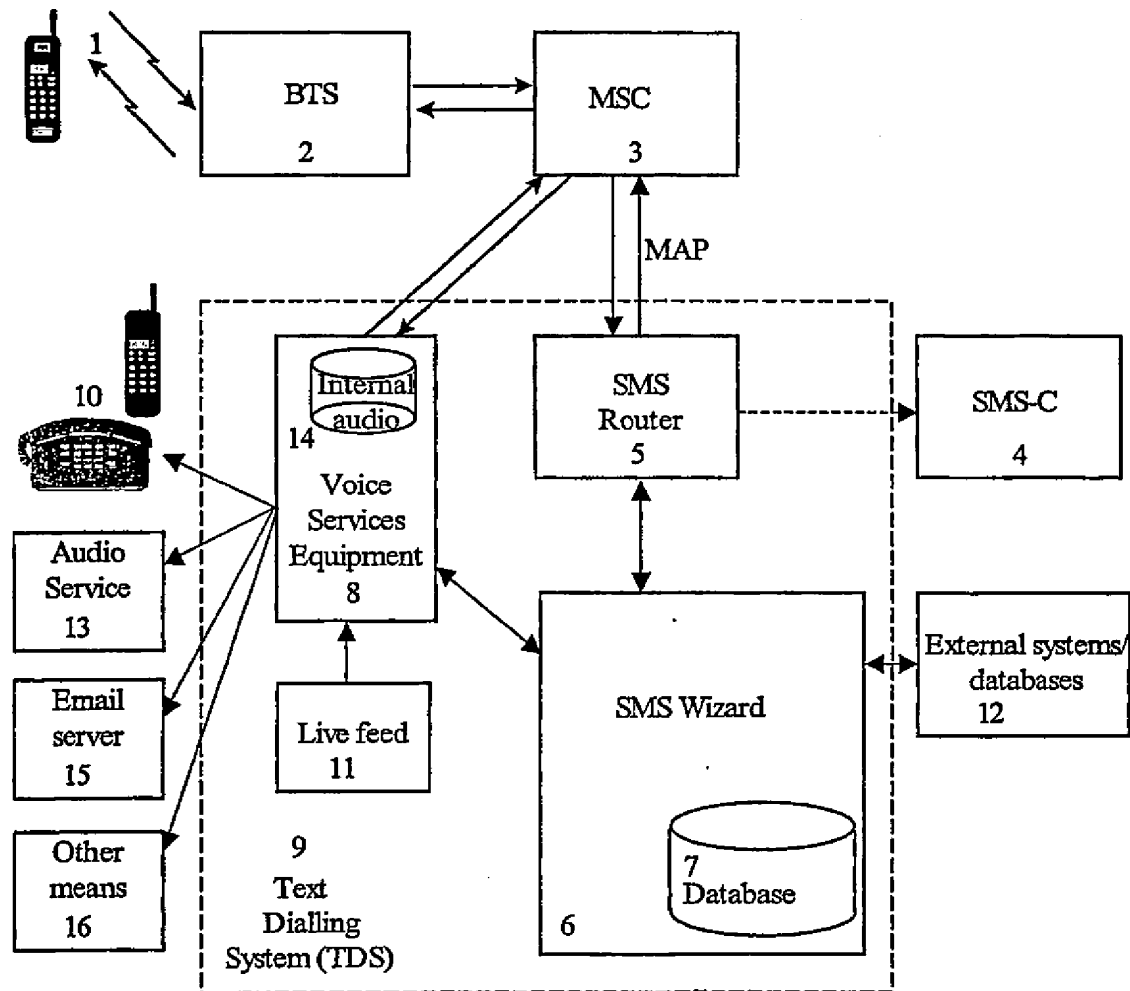 1
BTS
2
MSC
3
MAP
10
Internal
audio
14
Voice
Services
Equipment
8
SMS
Router
5
SMS-C
4
Audio
Service
13
Email
server
15
Other
means
16
Live feed
11
9
Text
Dialling
System (TDS)
SMS Wizard
7
Database
6
External systems/
databases
12